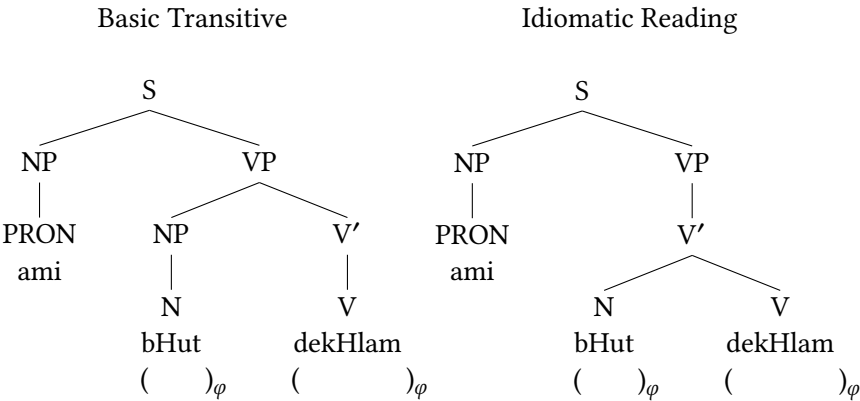 Basic Transitive Idiomatic Reading
S S
NP VP NP VP
PRON NP V′ PRON V′
ami ami
N V N V
bHut dekHlam bHut dekHlam
( )φ ( )φ ( )φ ( )φ